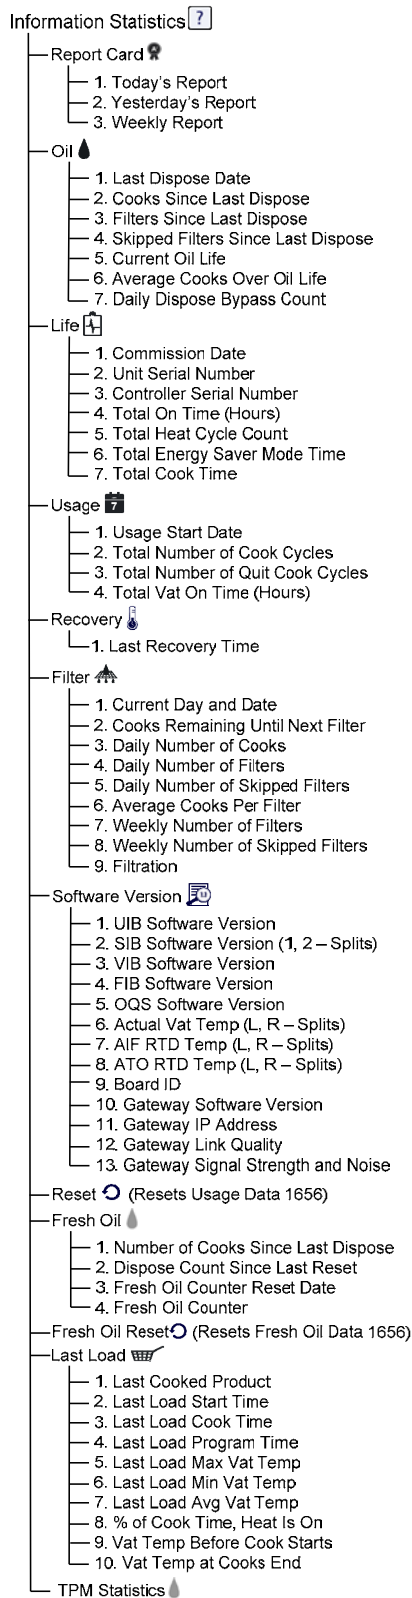 Information Statistics ?
Report Card
1. Today's Report
2. Yesterday's Report
3. Weekly Report
Oil
1. Last Dispose Date
2. Cooks Since Last Dispose
3. Filters Since Last Dispose
4. Skipped Filters Since Last Dispose
5. Current Oil Life
6. Average Cooks Over Oil Life
7. Daily Dispose Bypass Count
Life
1. Commission Date
2. Unit Serial Number
3. Controller Serial Number
4. Total On Time (Hours)
5. Total Heat Cycle Count
6. Total Energy Saver Mode Time
7. Total Cook Time
Usage 7
1. Usage Start Date
2. Total Number of Cook Cycles
3. Total Number of Quit Cook Cycles
4. Total Vat On Time (Hours)
Recovery
1. Last Recovery Time
Filter
1. Current Day and Date
2. Cooks Remaining Until Next Filter
3. Daily Number of Cooks
4. Daily Number of Filters
5. Daily Number of Skipped Filters
6. Average Cooks Per Filter
7. Weekly Number of Filters
8. Weekly Number of Skipped Filters
9. Filtration
Software Version
1. UIB Software Version
2. SIB Software Version (1, 2 – Splits)
3. VIB Software Version
4. FIB Software Version
5. OQS Software Version
6. Actual Vat Temp (L, R – Splits)
7. AIF RTD Temp (L, R – Splits)
8. ATO RTD Temp (L, R – Splits)
9. Board ID
10. Gateway Software Version
11. Gateway IP Address
12. Gateway Link Quality
13. Gateway Signal Strength and Noise
Reset (Resets Usage Data 1656)
Fresh Oil
1. Number of Cooks Since Last Dispose
2. Dispose Count Since Last Reset
3. Fresh Oil Counter Reset Date
4. Fresh Oil Counter
Fresh Oil Reset (Resets Fresh Oil Data 1656)
Last Load
1. Last Cooked Product
2. Last Load Start Time
3. Last Load Cook Time
4. Last Load Program Time
5. Last Load Max Vat Temp
6. Last Load Min Vat Temp
7. Last Load Avg Vat Temp
8. % of Cook Time, Heat Is On
9. Vat Temp Before Cook Starts
10. Vat Temp at Cooks End
TPM Statistics